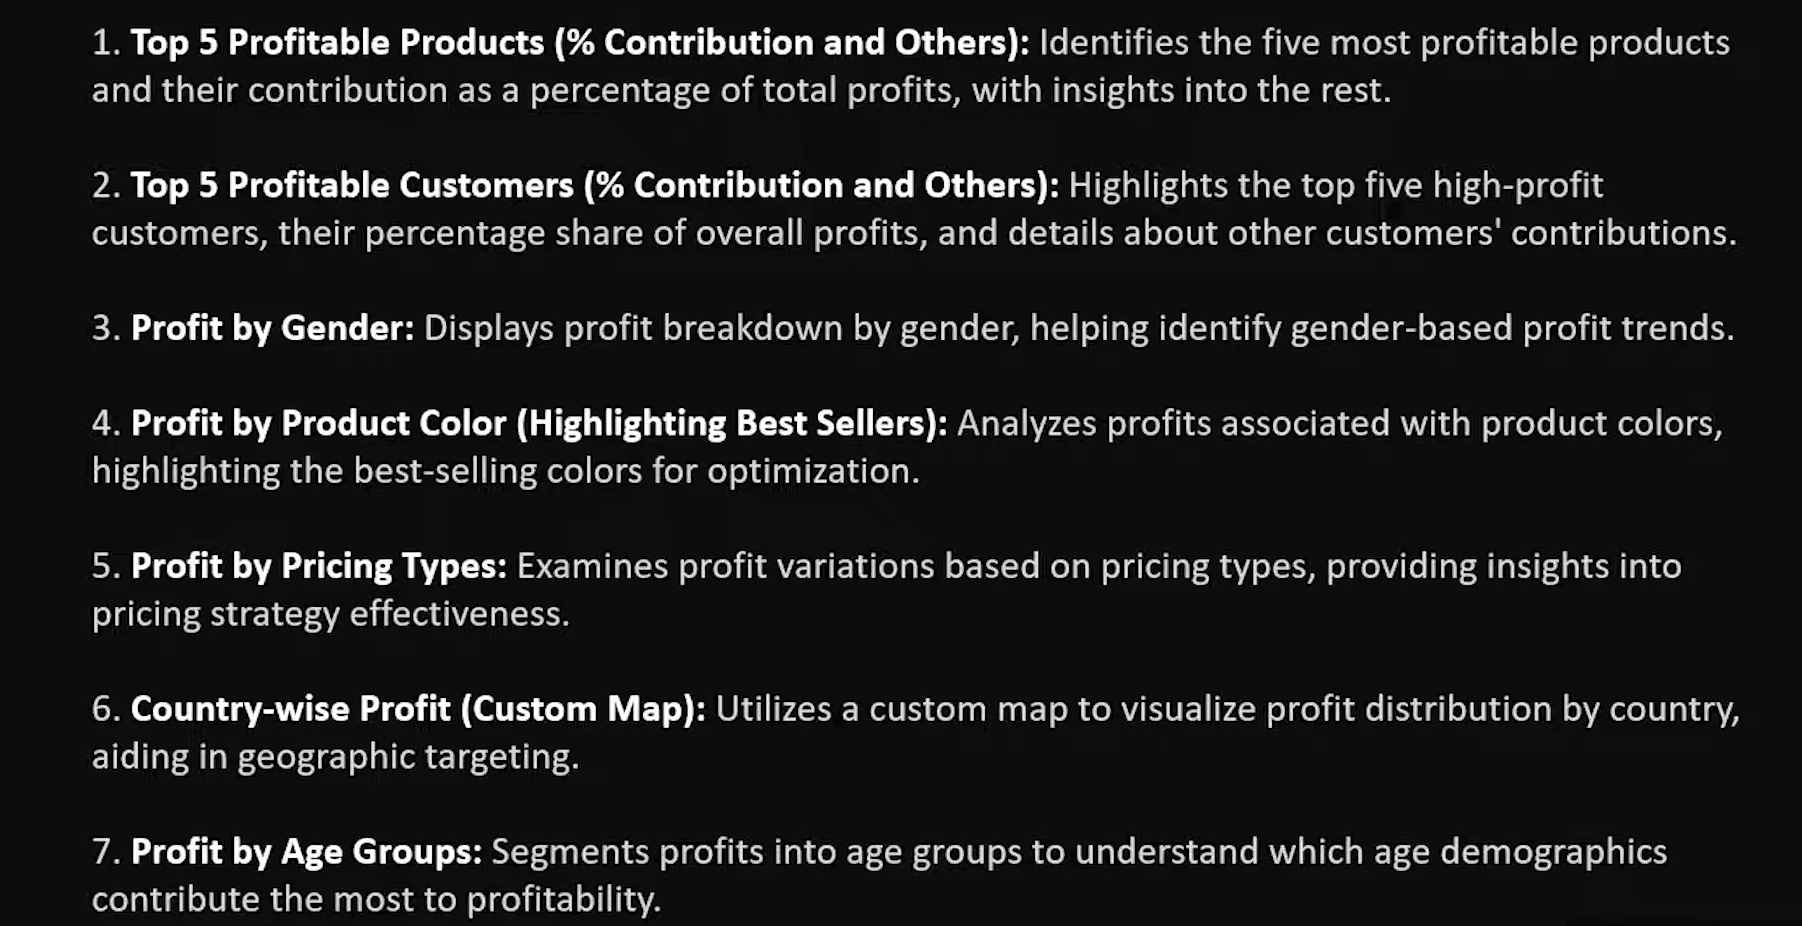 1. Top 5 Profitable Products (% Contribution and Others): Identifies the five most profitable products
and their contribution as a percentage of total profits, with insights into the rest.
2. Top 5 Profitable Customers (% Contribution and Others): Highlights the top five high-profit
customers, their percentage share of overall profits, and details about other customers' contributions.
3. Profit by Gender: Displays profit breakdown by gender, helping identify gender-based profit trends.
4. Profit by Product Color (Highlighting Best Sellers): Analyzes profits associated with product colors,
highlighting the best-selling colors for optimization.
5. Profit by Pricing Types: Examines profit variations based on pricing types, providing insights into
pricing strategy effectiveness.
6. Country-wise Profit (Custom Map): Utilizes a custom map to visualize profit distribution by country,
aiding in geographic targeting.
7. Profit by Age Groups: Segments profits into age groups to understand which age demographics
contribute the most to profitability.